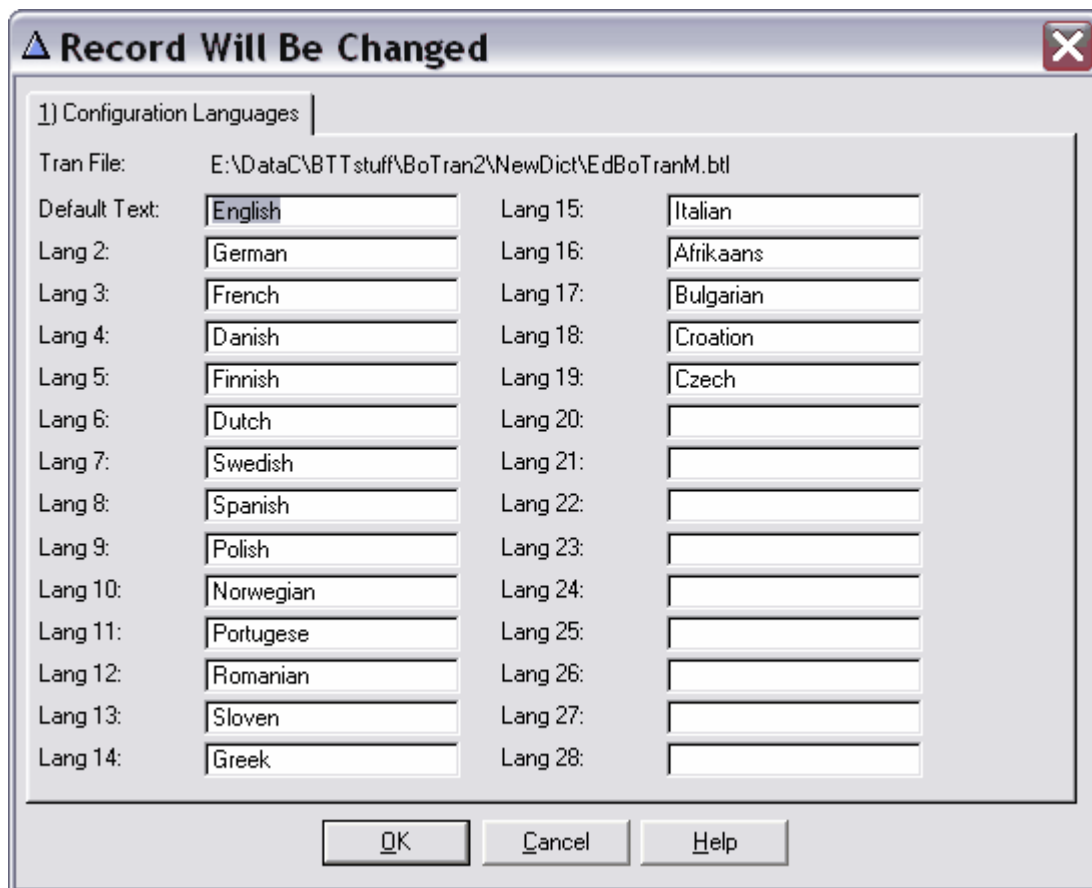 Record Will Be Changed
1) Configuration Languages
Tran File: E:\DataC\BTTstuff\BoTran2\NewDict\EdBoTranM.btl
Default Text: English Lang 15: Italian
Lang 2: German Lang 16: Afrikaans
Lang 3: French Lang 17: Bulgarian
Lang 4: Danish Lang 18: Croation
Lang 5: Finnish Lang 19: Czech
Lang 6: Dutch Lang 20:
Lang 7: Swedish Lang 21:
Lang 8: Spanish Lang 22:
Lang 9: Polish Lang 23:
Lang 10: Norwegian Lang 24:
Lang 11: Portugese Lang 25:
Lang 12: Romanian Lang 26:
Lang 13: Sloven Lang 27:
Lang 14: Greek Lang 28:
OK Cancel Help